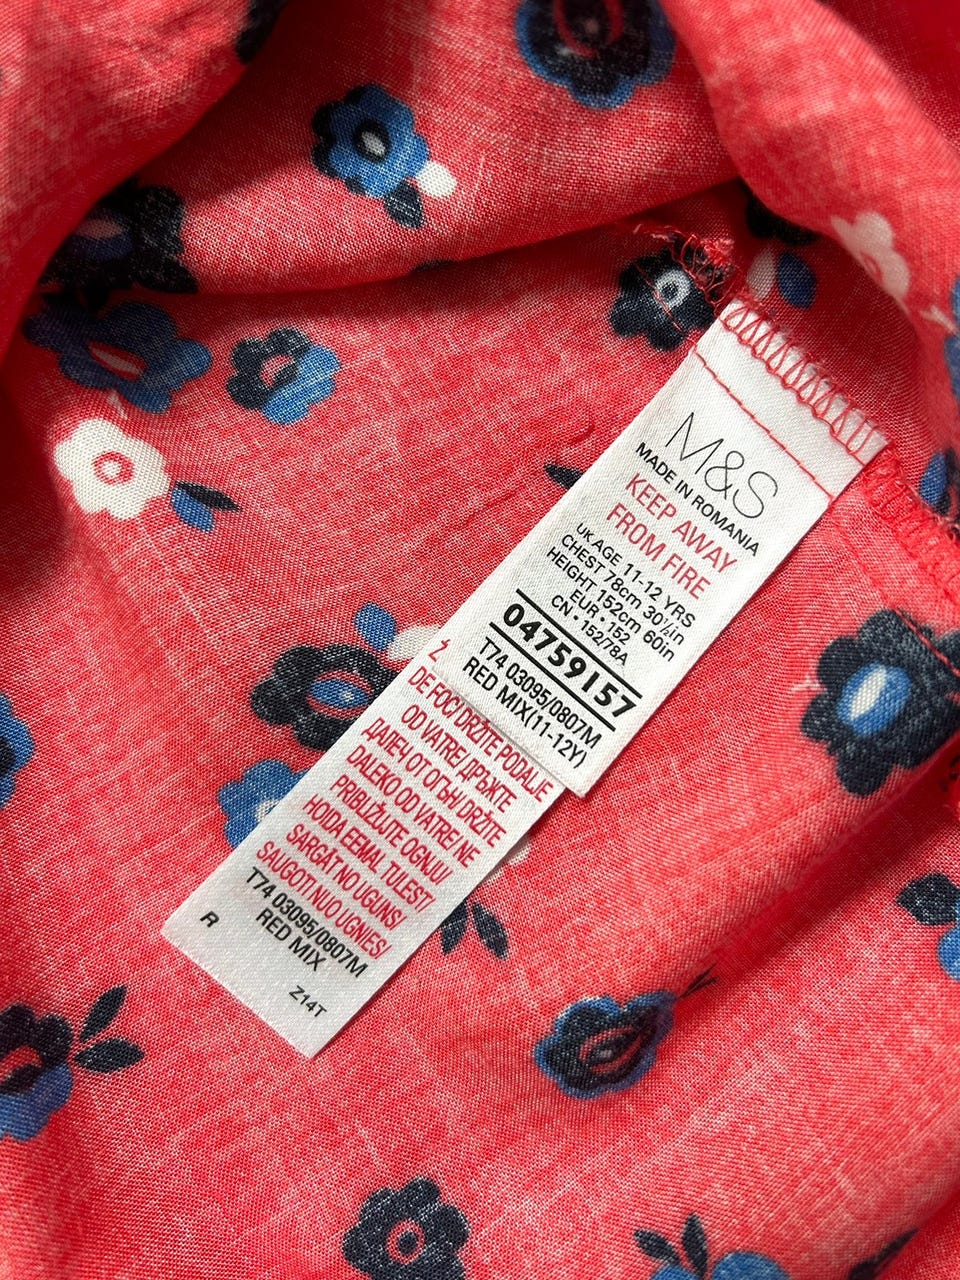 M&S
MADE IN ROMANIA
KEEP AWAY
FROM FIRE
UK AGE 11-12 YRS
CHEST 78cm 30½in
HEIGHT 152cm 60in
EUR • 152
CN • 152/78A
04759157
T74 03095/0807M
RED MIX(11-12Y)
DE FOC/ DRŽTE PODALJE
OD VATRE/ ДРЪЖТЕ
ДАЛЕЧ ОТ ОГЪН/ DRŽITE
DALEKO OD VATRE/ NE
PRIBLIŽUJTE OGNJU/
HOIDA EEMAL TULEST/
SARGĀT NO UGUNS/
SAUGOTI NUO UGNIES/
T74 03095/0807M
RED MIX
R
Z14T